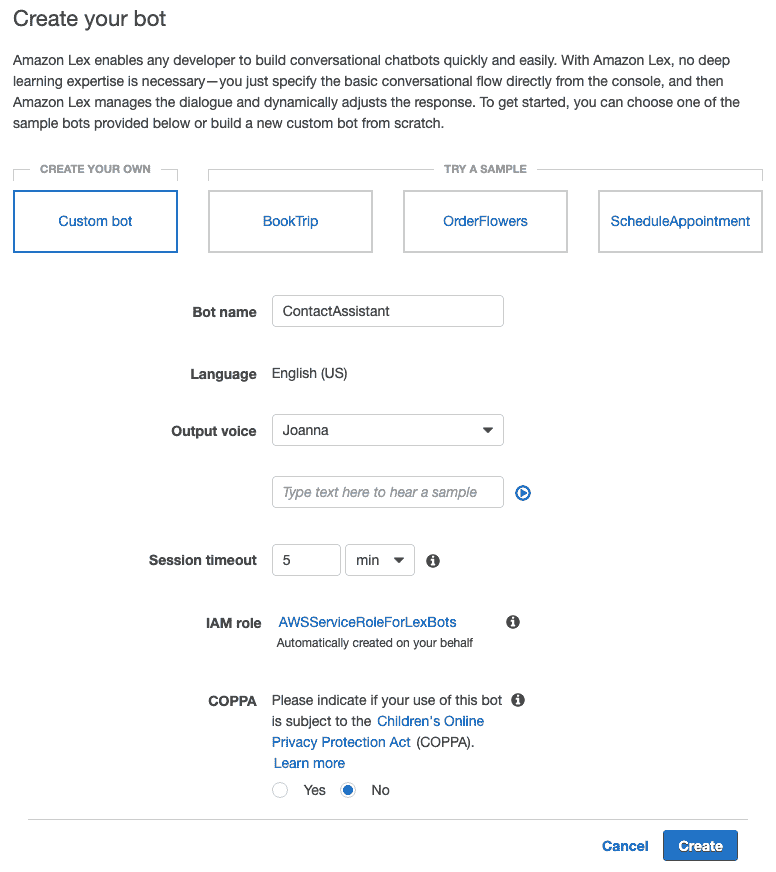 Create your bot
Amazon Lex enables any developer to build conversational chatbots quickly and easily. With Amazon Lex, no deep
learning expertise is necessary—you just specify the basic conversational flow directly from the console, and then
Amazon Lex manages the dialogue and dynamically adjusts the response. To get started, you can choose one of the
sample bots provided below or build a new custom bot from scratch.
CREATE YOUR OWN
TRY A SAMPLE
Custom bot
BookTrip
OrderFlowers
ScheduleAppointment
Bot name ContactAssistant
Language English (US)
Output voice Joanna
Type text here to hear a sample
Session timeout 5 min
IAM role AWSServiceRoleForLexBots
Automatically created on your behalf
COPPA Please indicate if your use of this bot
is subject to the Children's Online
Privacy Protection Act (COPPA).
Learn more
Yes No
Cancel Create